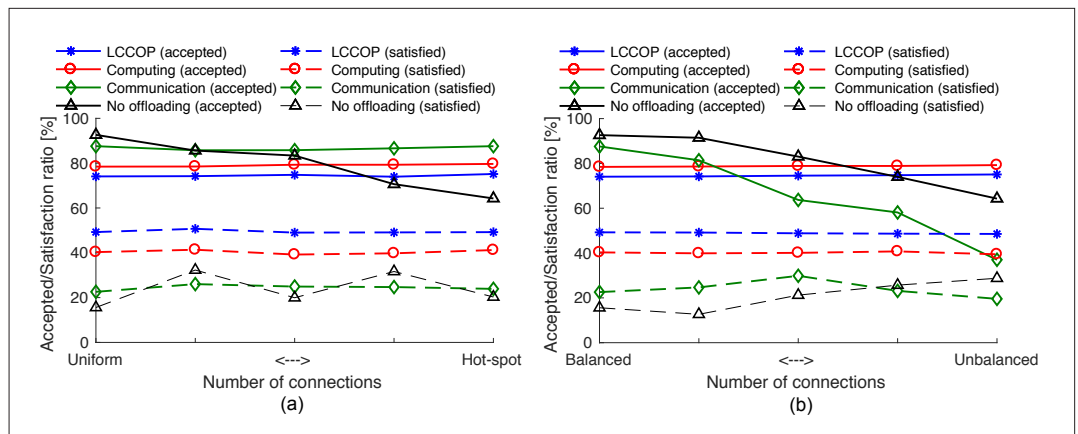 LCCOP (accepted) LCCOP (satisfied)
Computing (accepted) Computing (satisfied)
Communication (accepted) Communication (satisfied)
No offloading (accepted) No offloading (satisfied)
100
80
60
40
20
0
Accepted/Satisfaction ratio [%]
Uniform <---> Hot-spot
Number of connections
(a)
LCCOP (accepted) LCCOP (satisfied)
Computing (accepted) Computing (satisfied)
Communication (accepted) Communication (satisfied)
No offloading (accepted) No offloading (satisfied)
100
80
60
40
20
0
Accepted/Satisfaction ratio [%]
Balanced <---> Unbalanced
Number of connections
(b)